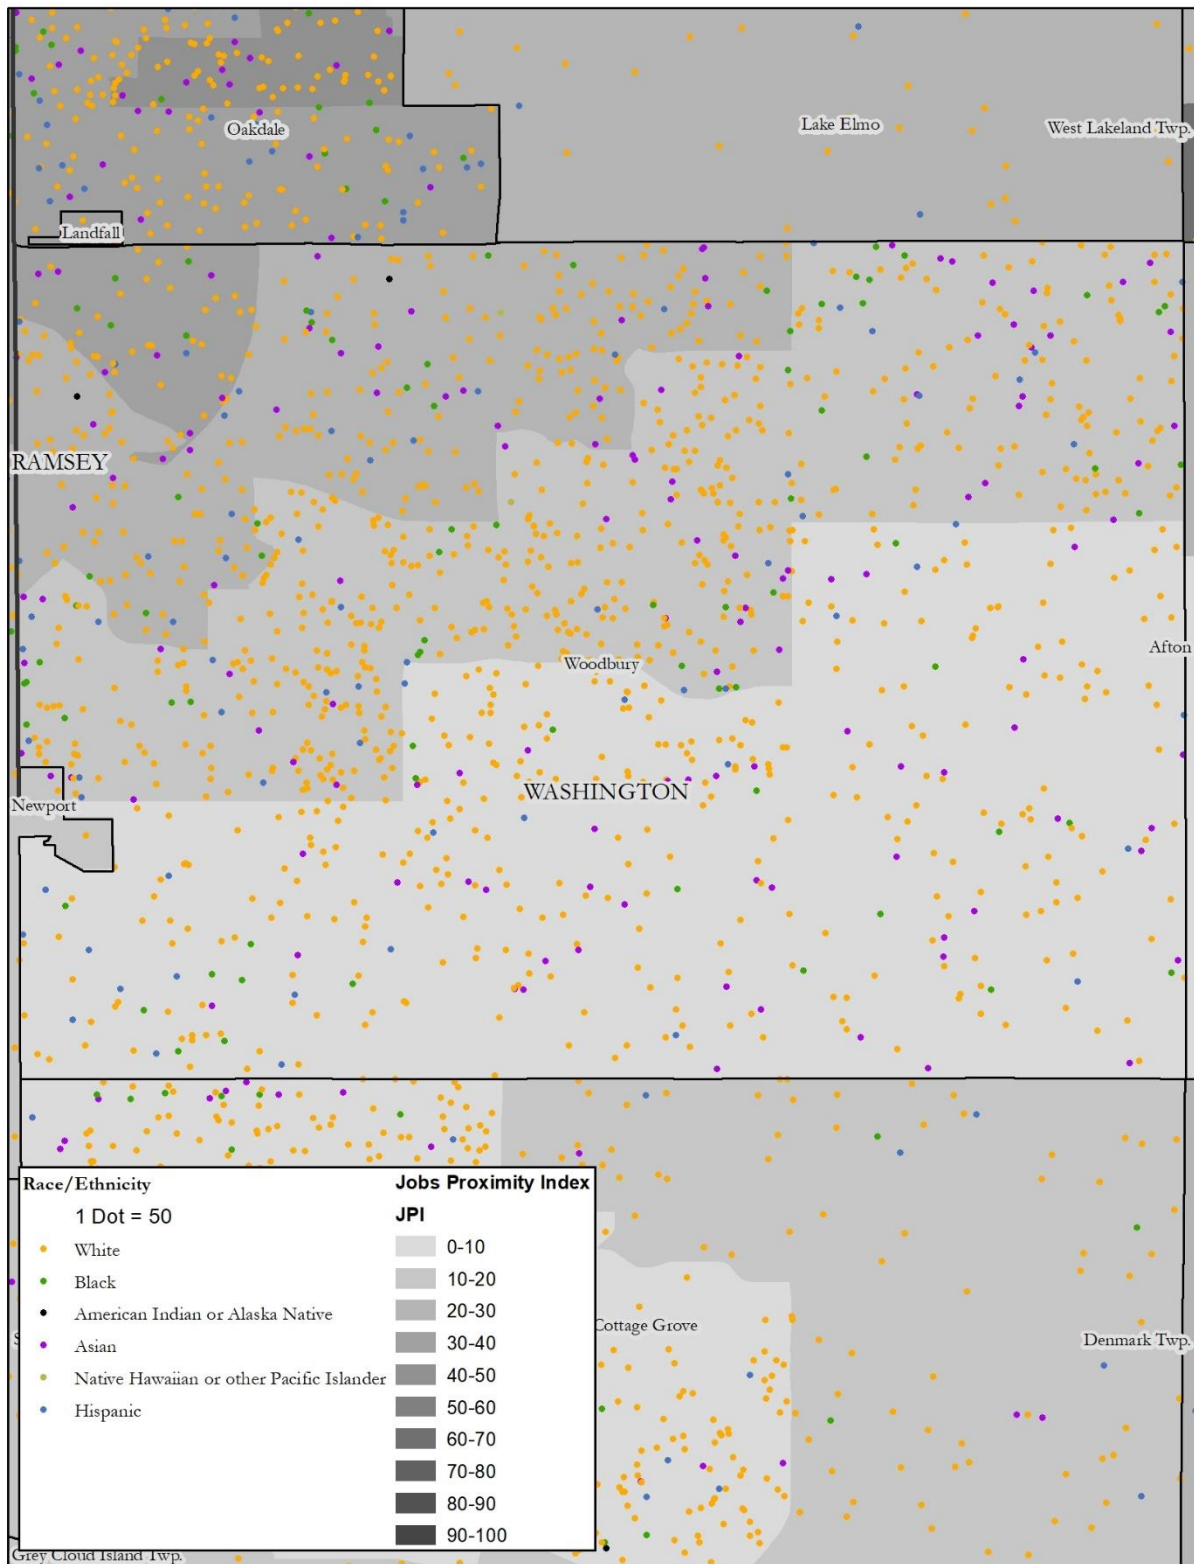 Oakdale
Lake Elmo
West Lakeland Twp.
Landfall
RAMSEY
Woodbury
Afton
WASHINGTON
Newport
Race/Ethnicity
1 Dot = 50
White
Black
American Indian or Alaska Native
Asian
Native Hawaiian or other Pacific Islander
Hispanic
Jobs Proximity Index
JPI
0-10
10-20
20-30
30-40
40-50
50-60
60-70
70-80
80-90
90-100
Cottage Grove
Denmark Twp.
Grey Cloud Island Twp.